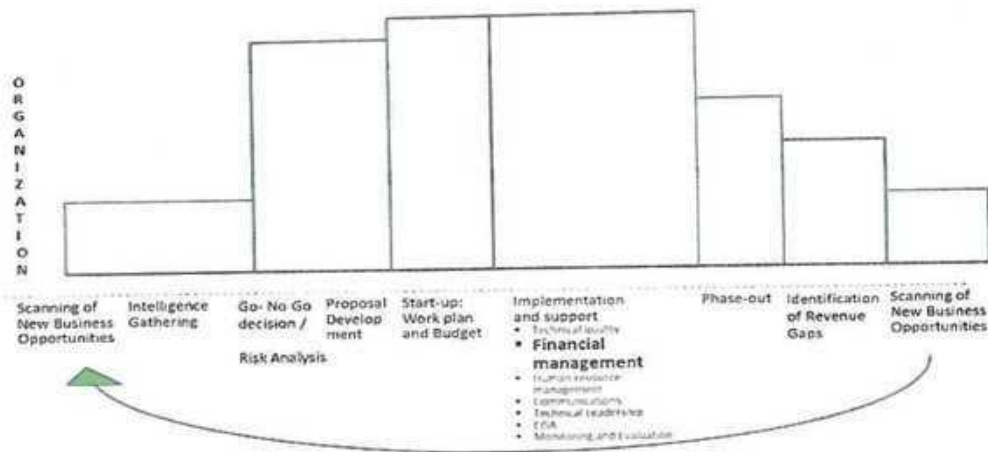 ORGANIZATION
Scanning of
New Business
Opportunities
Intelligence
Gathering
Go- No Go
decision /
Risk Analysis
Proposal
Develop
ment
Start-up:
Work plan
and Budget
Implementation
and support
• Technical quality
• Financial
management
• Human resource
management
• Communications
• Technical Leadership
• Monitoring and Evaluation
Phase-out
Identification
of Revenue
Gaps
Scanning of
New Business
Opportunities